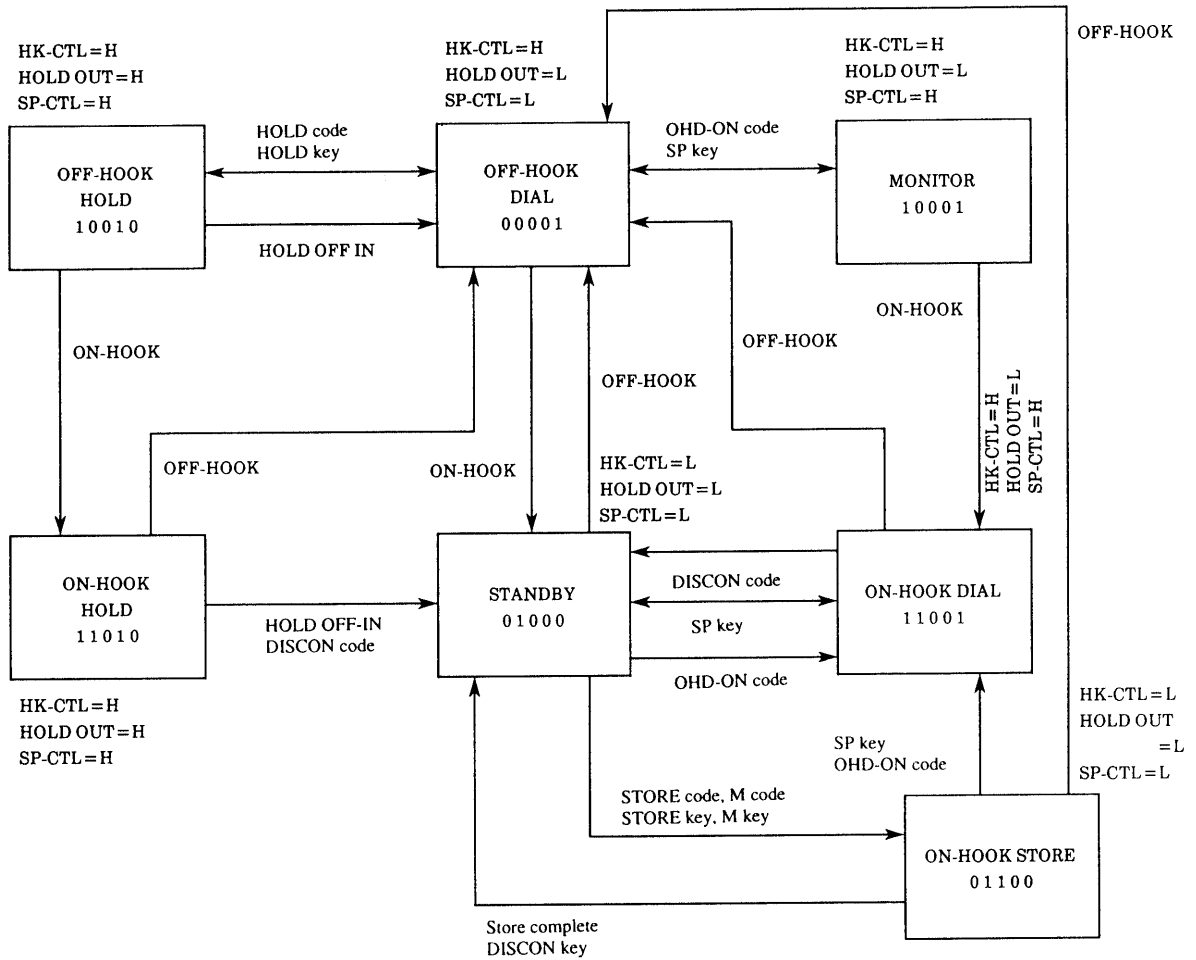 OFF-HOOK
HK-CTL=H
HOLD OUT=H
SP-CTL=H
HK-CTL=H
HOLD OUT=L
SP-CTL=L
HK-CTL=H
HOLD OUT=L
SP-CTL=H
OFF-HOOK
HOLD
10010
HOLD code
HOLD key
HOLD OFF IN
OFF-HOOK
DIAL
00001
OHD-ON code
SP key
MONITOR
10001
ON-HOOK
ON-HOOK
OFF-HOOK
OFF-HOOK
HK-CTL=H
HOLD OUT=L
SP-CTL=H
OFF-HOOK
ON-HOOK
HK-CTL=L
HOLD OUT=L
SP-CTL=L
ON-HOOK
HOLD
11010
HOLD OFF-IN
DISCON code
STANDBY
01000
DISCON code
SP key
OHD-ON code
ON-HOOK DIAL
11001
HK-CTL=H
HOLD OUT=H
SP-CTL=H
SP key
OHD-ON code
HK-CTL=L
HOLD OUT
=L
SP-CTL=L
STORE code, M code
STORE key, M key
ON-HOOK STORE
01100
Store complete
DISCON key